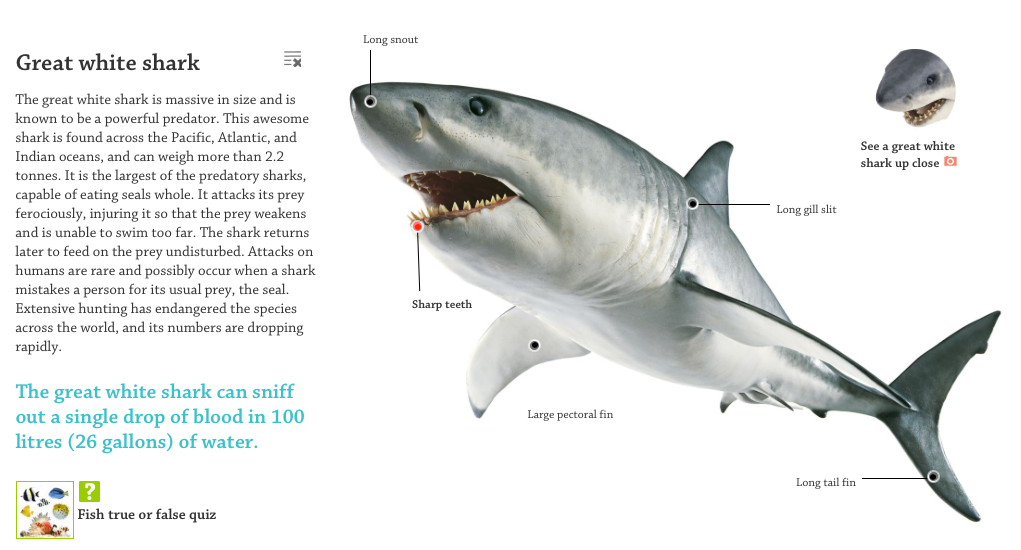 Great white shark
The great white shark is massive in size and is
known to be a powerful predator. This awesome
shark is found across the Pacific, Atlantic, and
Indian oceans, and can weigh more than 2.2
tonnes. It is the largest of the predatory sharks,
capable of eating seals whole. It attacks its prey
ferociously, injuring it so that the prey weakens
and is unable to swim too far. The shark returns
later to feed on the prey undisturbed. Attacks on
humans are rare and possibly occur when a shark
mistakes a person for its usual prey, the seal.
Extensive hunting has endangered the species
across the world, and its numbers are dropping
rapidly.
The great white shark can sniff
out a single drop of blood in 100
litres (26 gallons) of water.
?
Fish true or false quiz
Long snout
Sharp teeth
Large pectoral fin
Long gill slit
Long tail fin
See a great white
shark up close